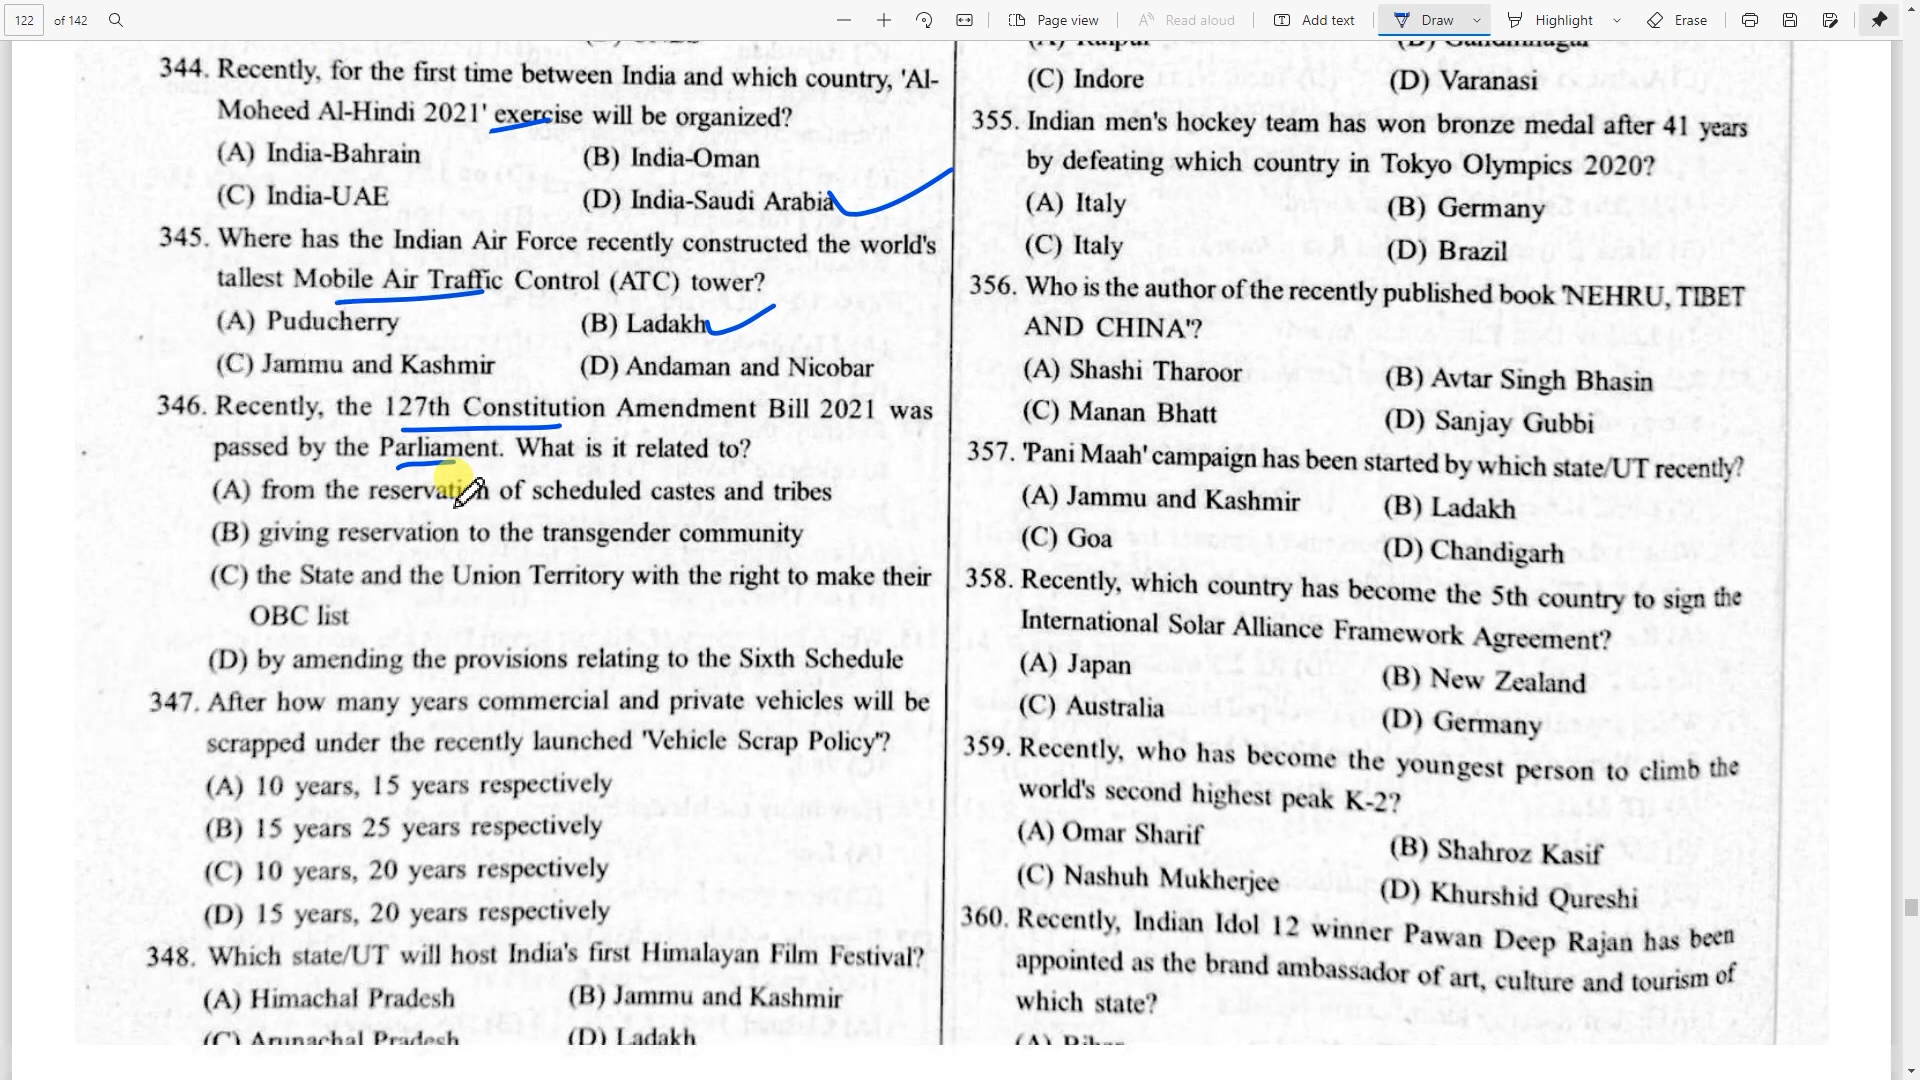 122 of 142
Page view
Read aloud
Add text
Draw
Highlight
Erase
344. Recently, for the first time between India and which country, 'Al-
Moheed Al-Hindi 2021' exercise will be organized?
(A) India-Bahrain (B) India-Oman
(C) India-UAE (D) India-Saudi Arabia
345. Where has the Indian Air Force recently constructed the world's
tallest Mobile Air Traffic Control (ATC) tower?
(A) Puducherry (B) Ladakh
(C) Jammu and Kashmir (D) Andaman and Nicobar
346. Recently, the 127th Constitution Amendment Bill 2021 was
passed by the Parliament. What is it related to?
(A) from the reservation of scheduled castes and tribes
(B) giving reservation to the transgender community
(C) the State and the Union Territory with the right to make their
OBC list
(D) by amending the provisions relating to the Sixth Schedule
347. After how many years commercial and private vehicles will be
scrapped under the recently launched 'Vehicle Scrap Policy'?
(A) 10 years, 15 years respectively
(B) 15 years 25 years respectively
(C) 10 years, 20 years respectively
(D) 15 years, 20 years respectively
348. Which state/UT will host India's first Himalayan Film Festival?
(A) Himachal Pradesh (B) Jammu and Kashmir
(C) Arunachal Pradesh (D) Ladakh
(A) Raipur (B) Gandhinagar
(C) Indore (D) Varanasi
355. Indian men's hockey team has won bronze medal after 41 years
by defeating which country in Tokyo Olympics 2020?
(A) Italy (B) Germany
(C) Italy (D) Brazil
356. Who is the author of the recently published book 'NEHRU, TIBET
AND CHINA'?
(A) Shashi Tharoor (B) Avtar Singh Bhasin
(C) Manan Bhatt (D) Sanjay Gubbi
357. 'Pani Maah' campaign has been started by which state/UT recently?
(A) Jammu and Kashmir (B) Ladakh
(C) Goa (D) Chandigarh
358. Recently, which country has become the 5th country to sign the
International Solar Alliance Framework Agreement?
(A) Japan (B) New Zealand
(C) Australia (D) Germany
359. Recently, who has become the youngest person to climb the
world's second highest peak K-2?
(A) Omar Sharif (B) Shahroz Kasif
(C) Nashuh Mukherjee (D) Khurshid Qureshi
360. Recently, Indian Idol 12 winner Pawan Deep Rajan has been
appointed as the brand ambassador of art, culture and tourism of
which state?